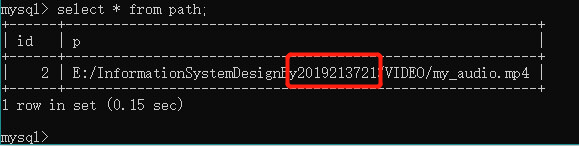 mysql> select * from path;
+------+--------------------------------------------------------+
| id | p |
+------+--------------------------------------------------------+
| 2 | E:/InformationSystemDesignBy2019213721/VIDEO/my_audio.mp4 |
+------+--------------------------------------------------------+
1 row in set (0.15 sec)
mysql>